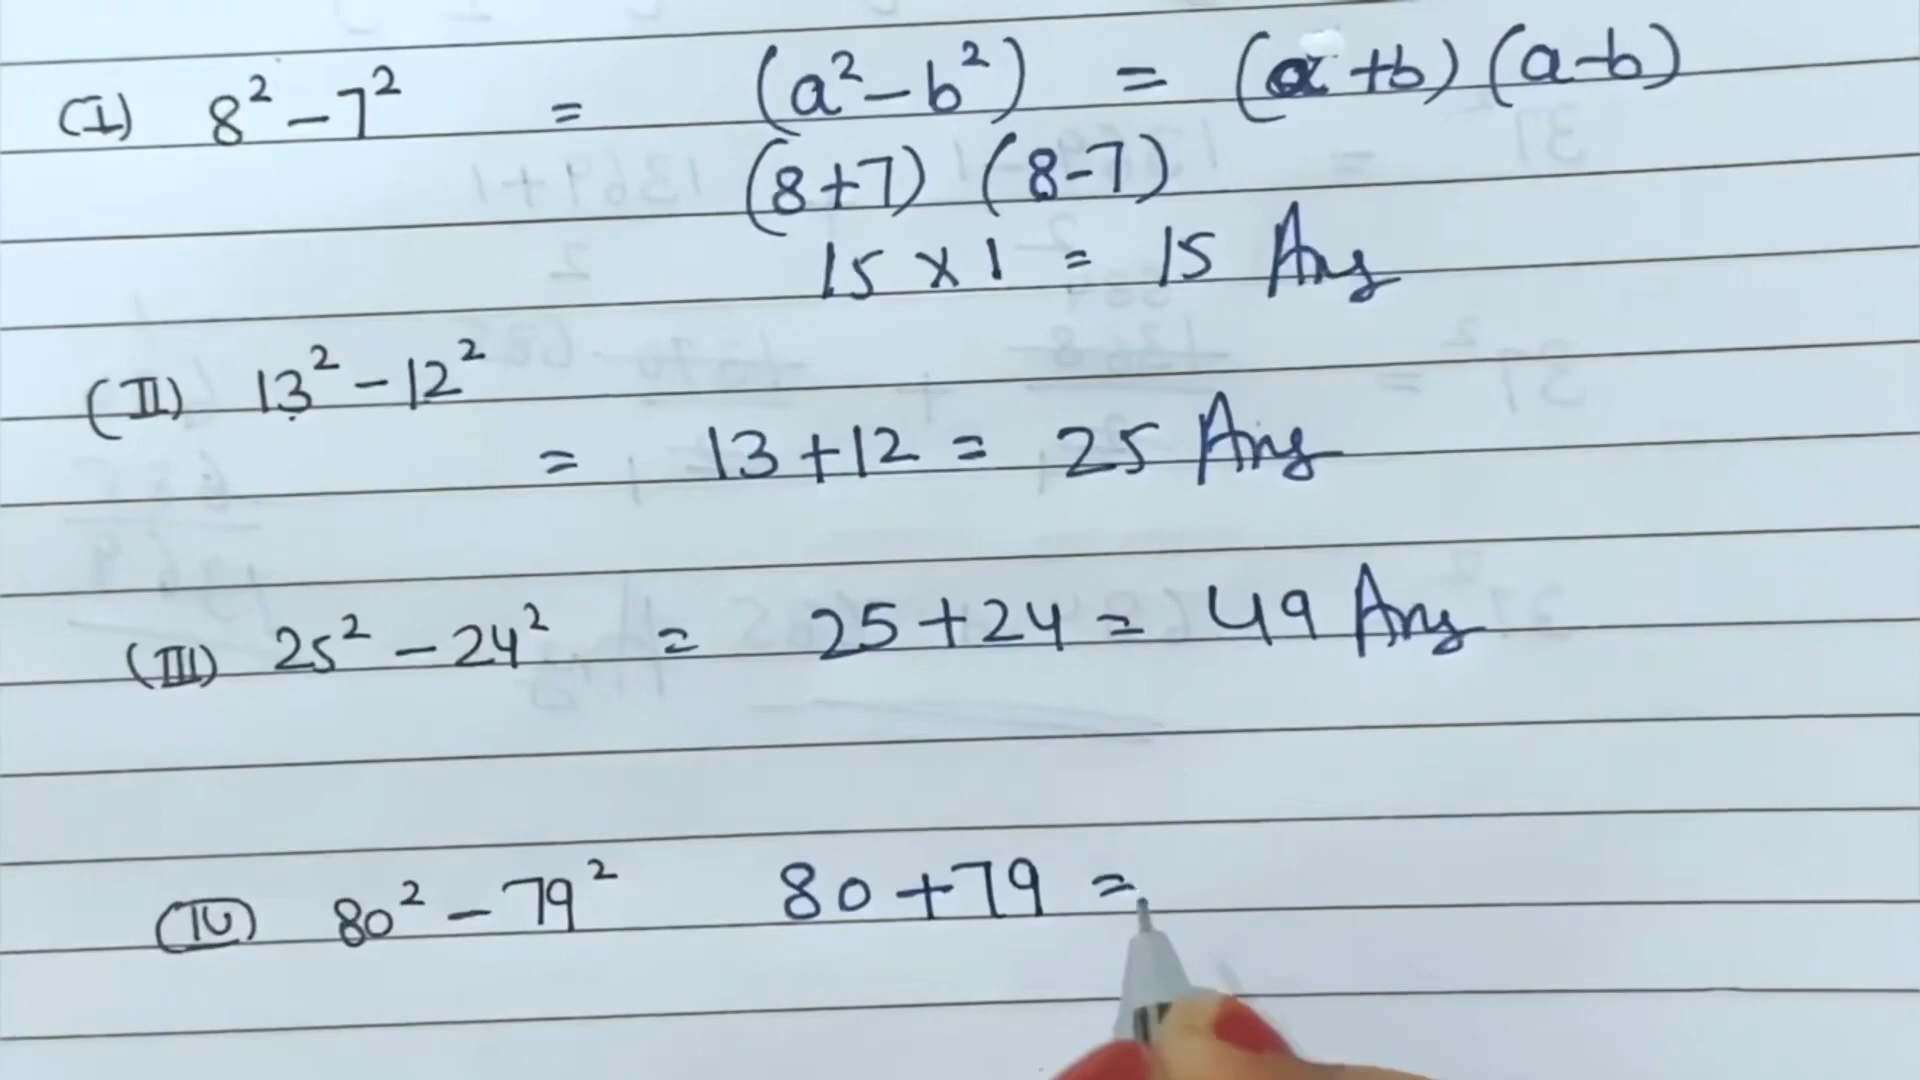 (I) 8² - 7² = (a² - b²) = (a + b) (a - b)
(8 + 7) (8 - 7)
15 × 1 = 15 Ans
(II) 13² - 12²
= 13 + 12 = 25 Ans
(III) 25² - 24² = 25 + 24 = 49 Ans
(IV) 80² - 79² 80 + 79 =